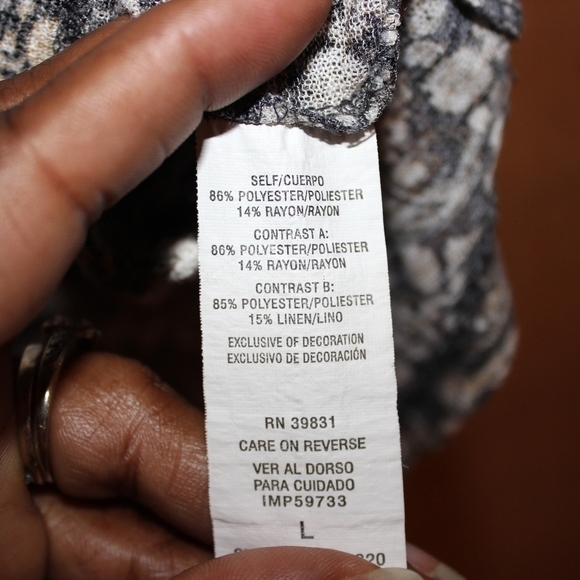 SELF/CUERPO
86% POLYESTER/POLIESTER
14% RAYON/RAYON
CONTRAST A:
86% POLYESTER/POLIESTER
14% RAYON/RAYON
CONTRAST B:
85% POLYESTER/POLIESTER
15% LINEN/LINO
EXCLUSIVE OF DECORATION
EXCLUSIVO DE DECORACIÓN
RN 39831
CARE ON REVERSE
VER AL DORSO
PARA CUIDADO
IMP59733
L